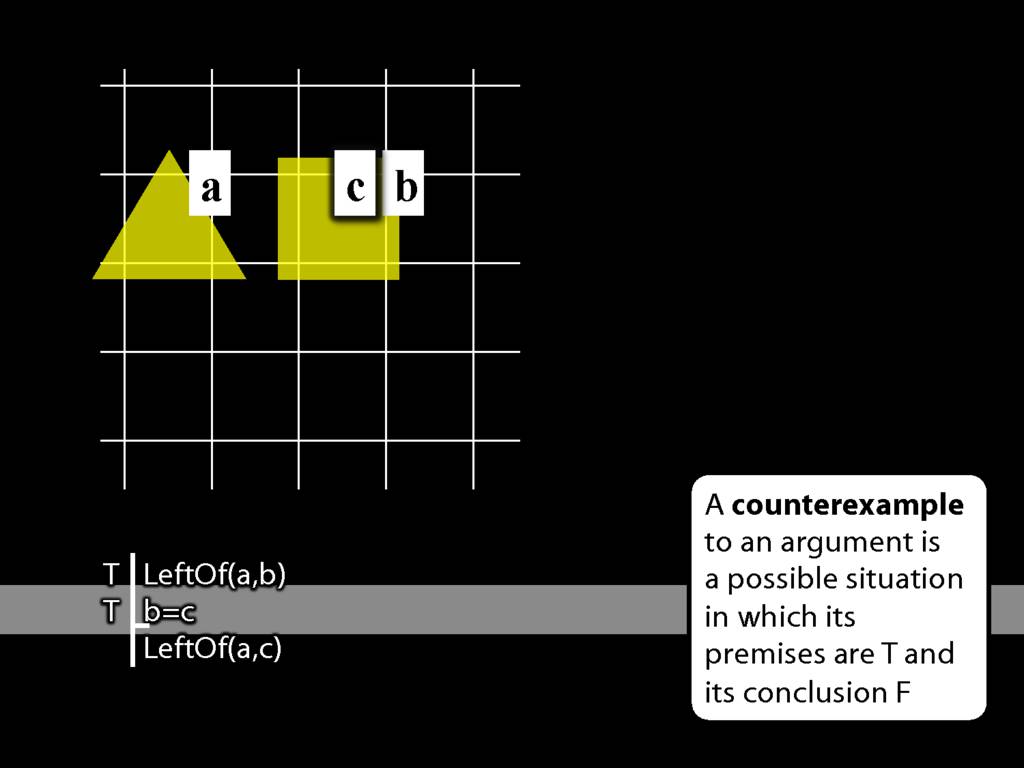 a
c
b
T LeftOf(a,b)
T b=c
LeftOf(a,c)
A counterexample
to an argument is
a possible situation
in which its
premises are T and
its conclusion F